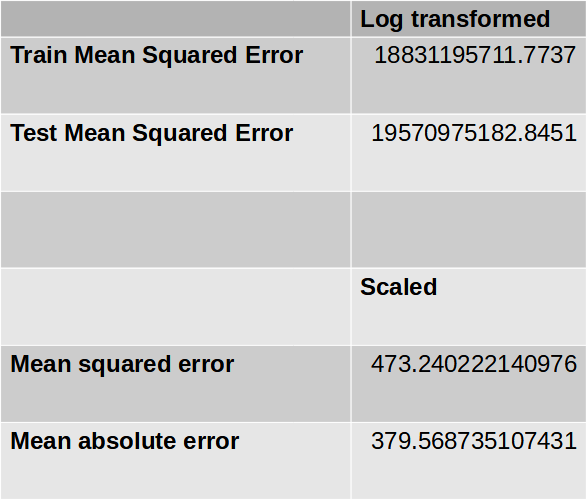 Log transformed
Train Mean Squared Error 18831195711.7737
Test Mean Squared Error 19570975182.8451
Scaled
Mean squared error 473.240222140976
Mean absolute error 379.568735107431